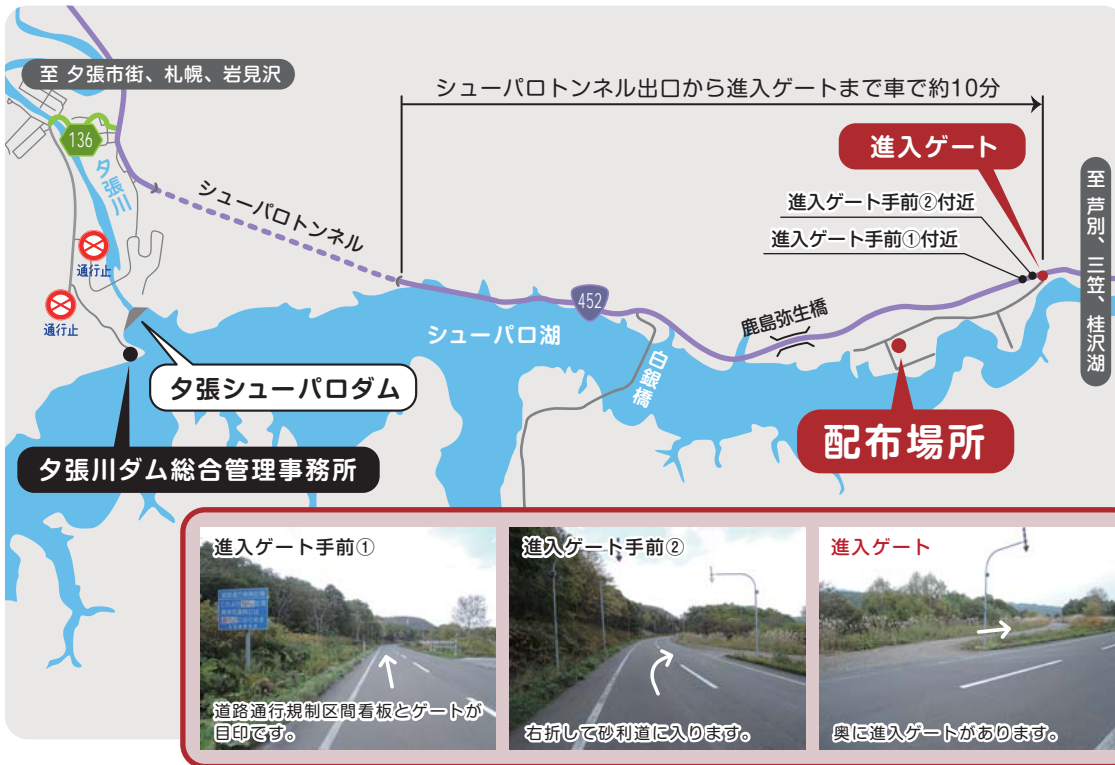 至 夕張市街、札幌、岩見沢
シューパロトンネル出口から進入ゲートまで車で約10分
136
夕張川
シューパロトンネル
進入ゲート
進入ゲート手前②付近
進入ゲート手前①付近
至 芦別、三笠、桂沢湖
通行止
通行止
452
シューパロ湖
鹿島弥生橋
白銀橋
夕張シューパロダム
配布場所
夕張川ダム総合管理事務所
進入ゲート手前①
道路通行規制区間看板とゲートが
目印です。
進入ゲート手前②
右折して砂利道に入ります。
進入ゲート
奥に進入ゲートがあります。